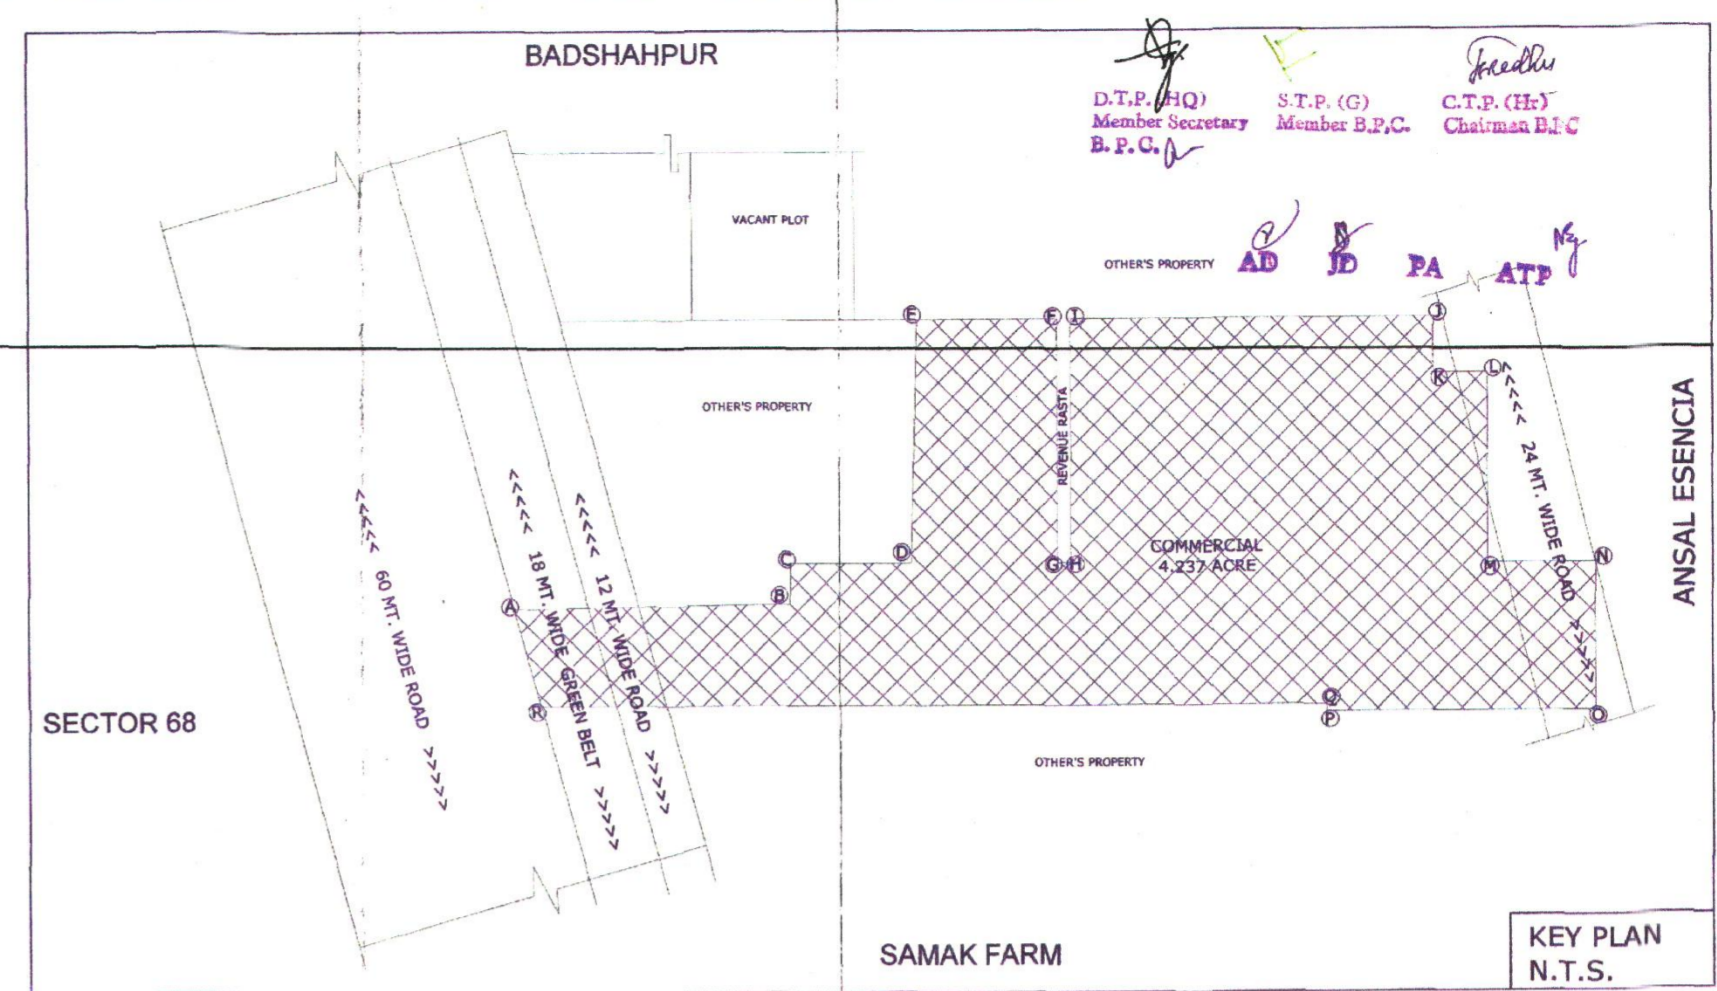 BADSHAHPUR
D.T.P. (HQ)
Member Secretary
B. P. C.
S.T.P. (G)
Member B.P.C.
C.T.P. (Hr)
Chairman
VACANT PLOT
OTHER'S PROPERTY
AD
JD
PA
ATP
E
F
I
J
K
L
OTHER'S PROPERTY
REVENUE RASTA
<<<<< 24 MT. WIDE ROAD >>>>>
ANSAL ESENCIA
<<<<< 60 MT. WIDE ROAD >>>>>
<<<<< 18 MT. WIDE GREEN BELT >>>>>
<<<<< 12 MT. WIDE ROAD >>>>>
COMMERCIAL
4.237 ACRE
C
D
G
H
M
N
A
B
R
Q
P
O
SECTOR 68
OTHER'S PROPERTY
SAMAK FARM
KEY PLAN
N.T.S.